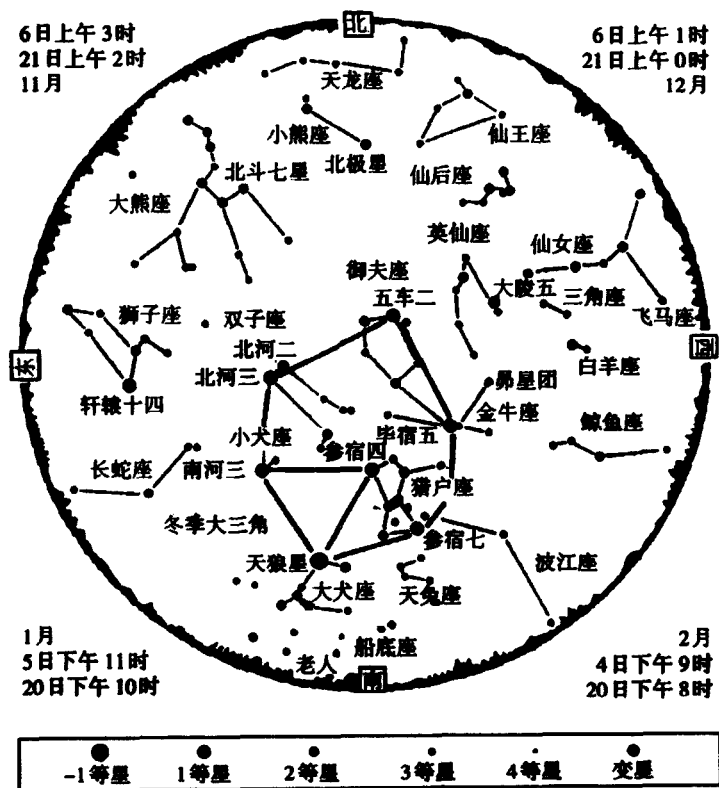 北
6日上午3时
21日上午2时
11月
6日上午1时
21日上午0时
12月
天龙座
小熊座
北极星
仙王座
北斗七星
仙后座
大熊座
英仙座
仙女座
御夫座
大陵五
三角座
五车二
飞马座
狮子座
双子座
北河二
东
西
北河三
昴星团
白羊座
轩辕十四
金牛座
小犬座
毕宿五
鲸鱼座
参宿四
长蛇座
南河三
猎户座
冬季大三角
参宿七
天狼星
波江座
大犬座
天兔座
船底座
老人
南
1月
5日下午11时
20日下午10时
2月
4日下午9时
20日下午8时
-1等星
1等星
2等星
3等星
4等星
变星